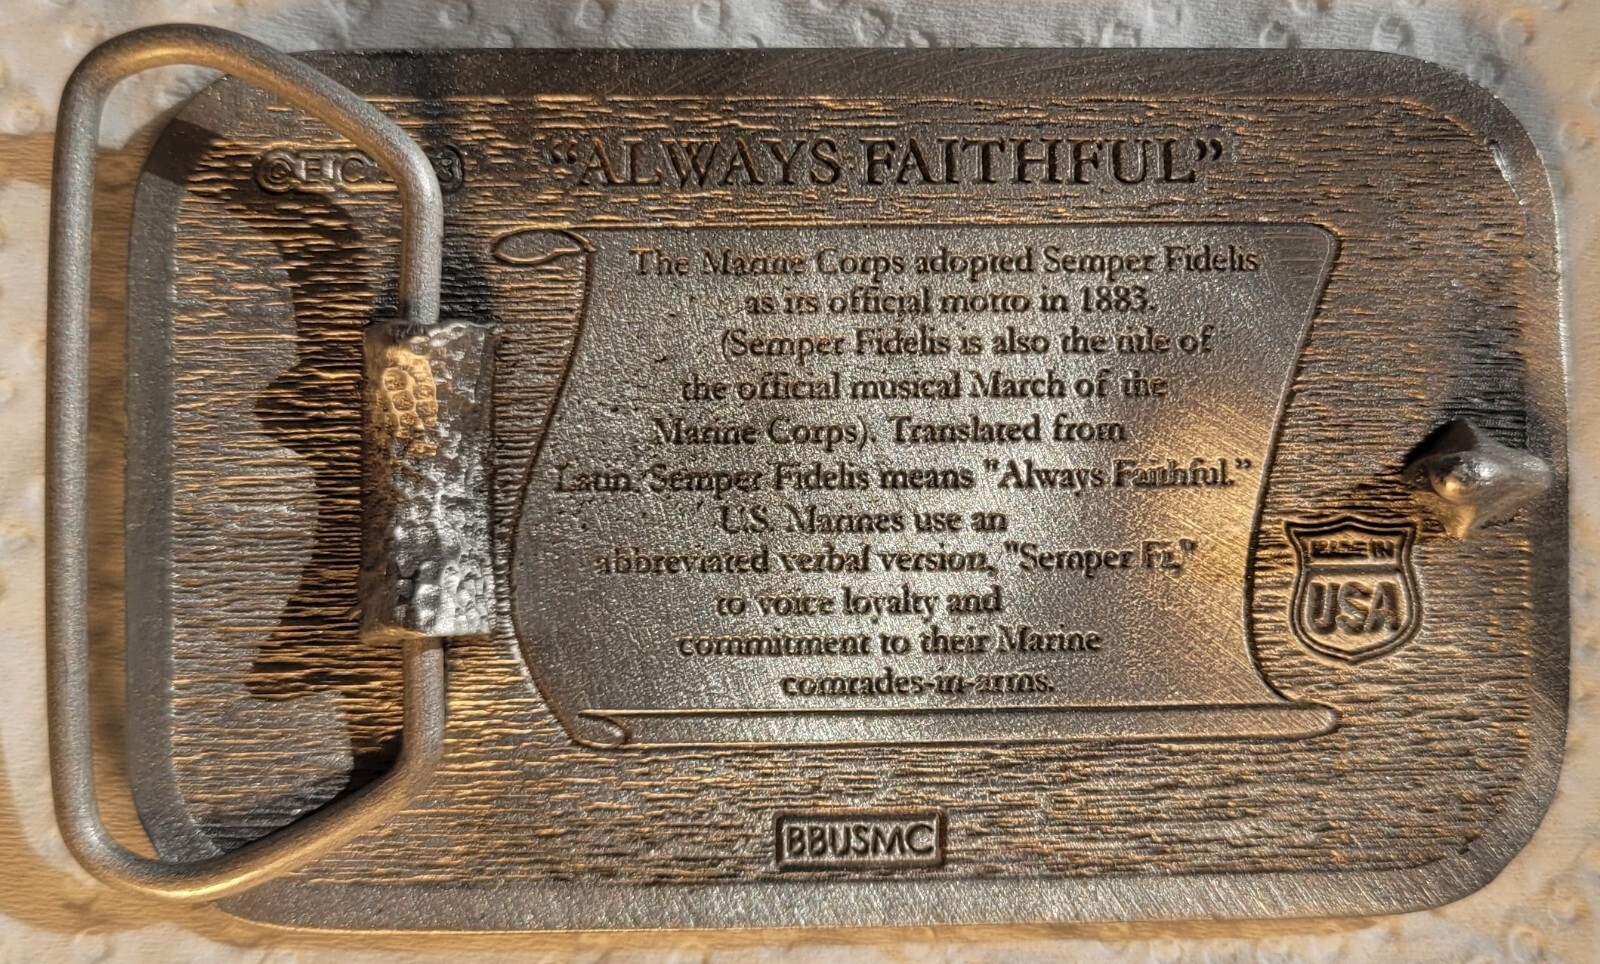 “ALWAYS FAITHFUL”
The Marine Corps adopted Semper Fidelis
as its official motto in 1883.
(Semper Fidelis is also the title of
the official musical March of the
Marine Corps). Translated from
Latin, Semper Fidelis means "Always Faithful."
U.S. Marines use an
abbreviated verbal version, "Semper Fi,"
to voice loyalty and
commitment to their Marine
comrades-in-arms.
MADE IN
USA
BBUSMC